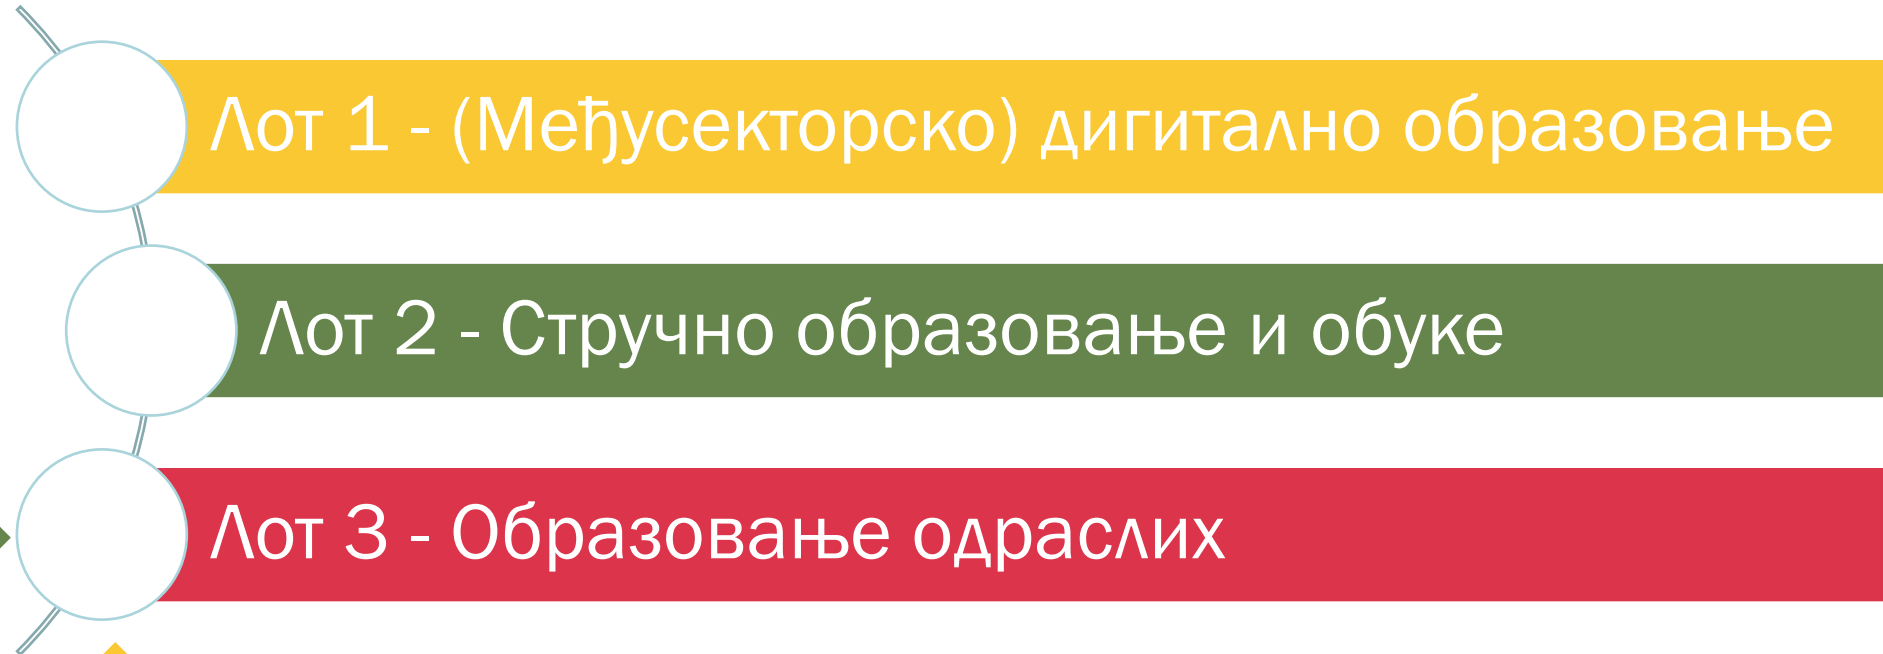 Лот 1 - (Међусекторско) дигитално образовање
Лот 2 - Стручно образовање и обуке
Лот 3 - Образовање одраслих